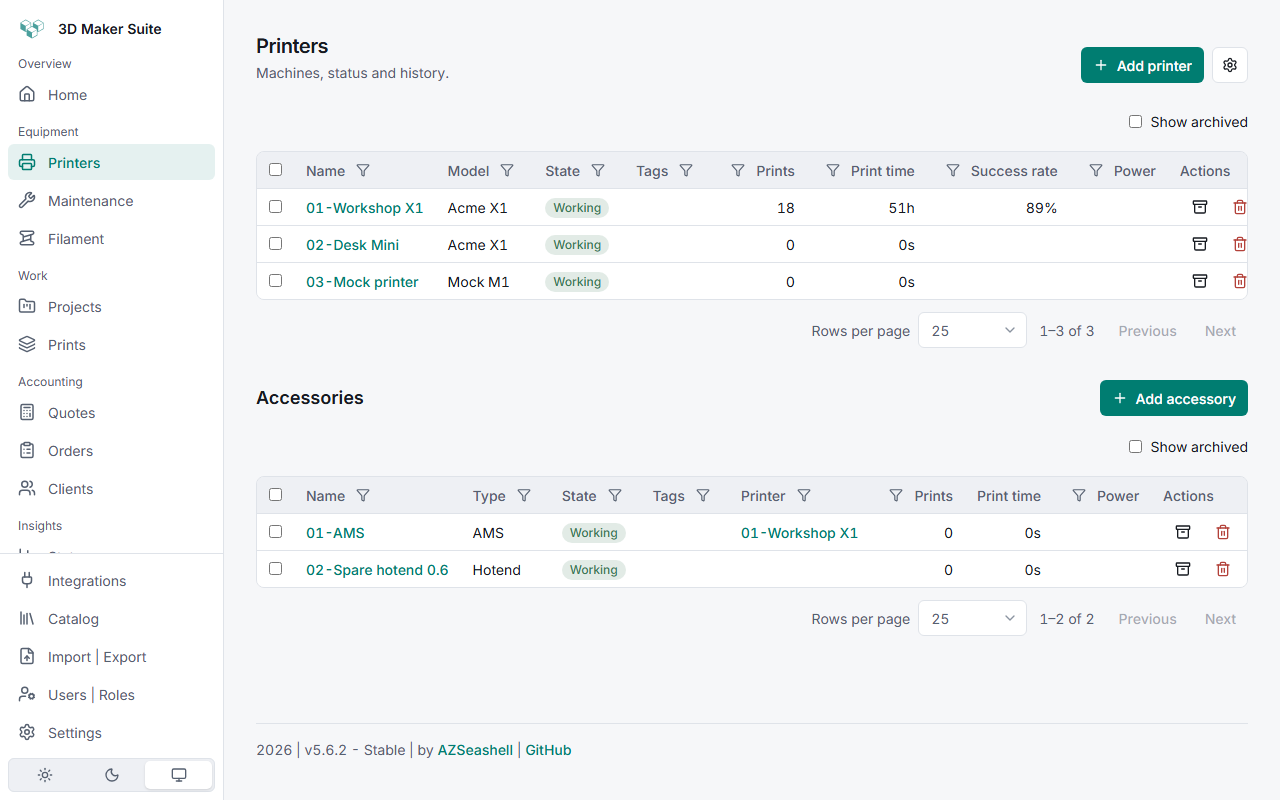 3D Maker Suite
Overview
Home
Equipment
Printers
Maintenance
Filament
Work
Projects
Prints
Accounting
Quotes
Orders
Clients
Insights
Integrations
Catalog
Import | Export
Users | Roles
Settings
Printers
Machines, status and history.
Add printer
Show archived
Name Model State Tags Prints Print time Success rate Power Actions
01-Workshop X1 Acme X1 Working 18 51h 89%
02-Desk Mini Acme X1 Working 0 0s
03-Mock printer Mock M1 Working 0 0s
Rows per page 25 1–3 of 3 Previous Next
Accessories
Add accessory
Show archived
Name Type State Tags Printer Prints Print time Power Actions
01-AMS AMS Working 01-Workshop X1 0 0s
02-Spare hotend 0.6 Hotend Working 0 0s
Rows per page 25 1–2 of 2 Previous Next
2026 | v5.6.2 - Stable | by AZSeashell | GitHub